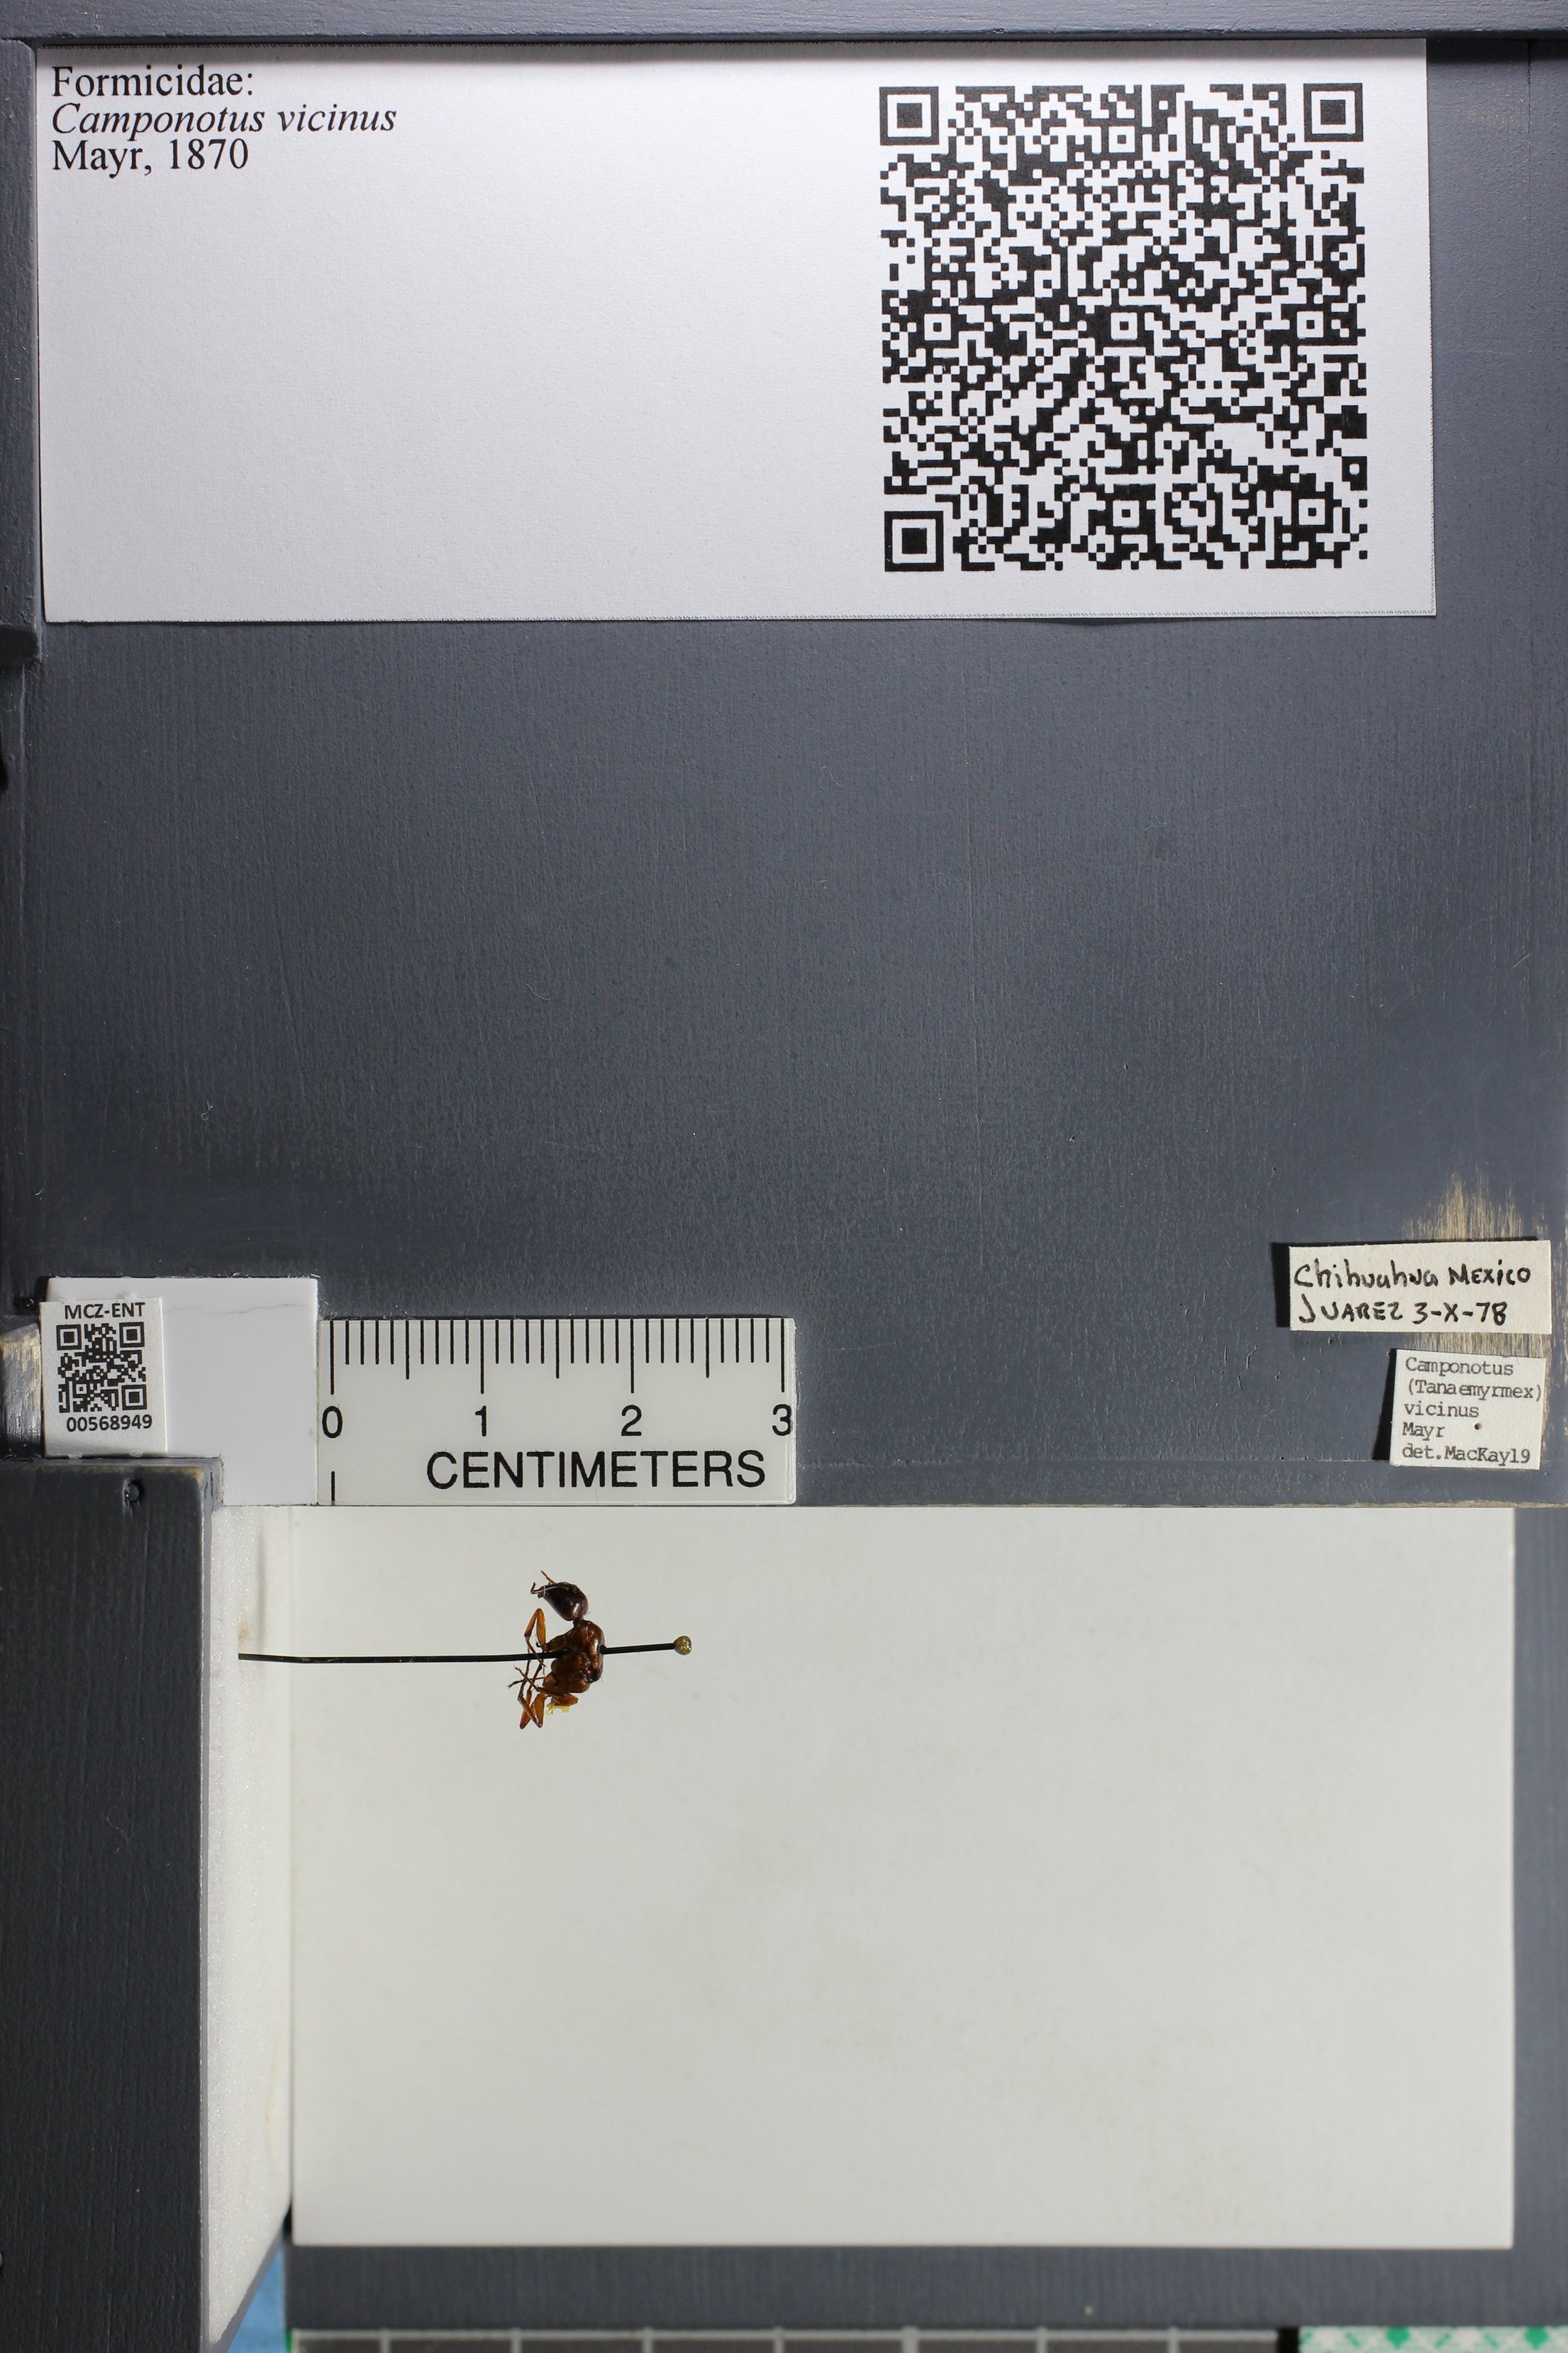 Formicidae:
Camponotus vicinus
Mayr, 1870
Chihuahua Mexico
JUAREZ 3-X-78
MCZ-ENT
00568949
Camponotus
(Tanaemyrmex)
vicinus
Mayr
det.MacKay19
0 1 2 3
CENTIMETERS